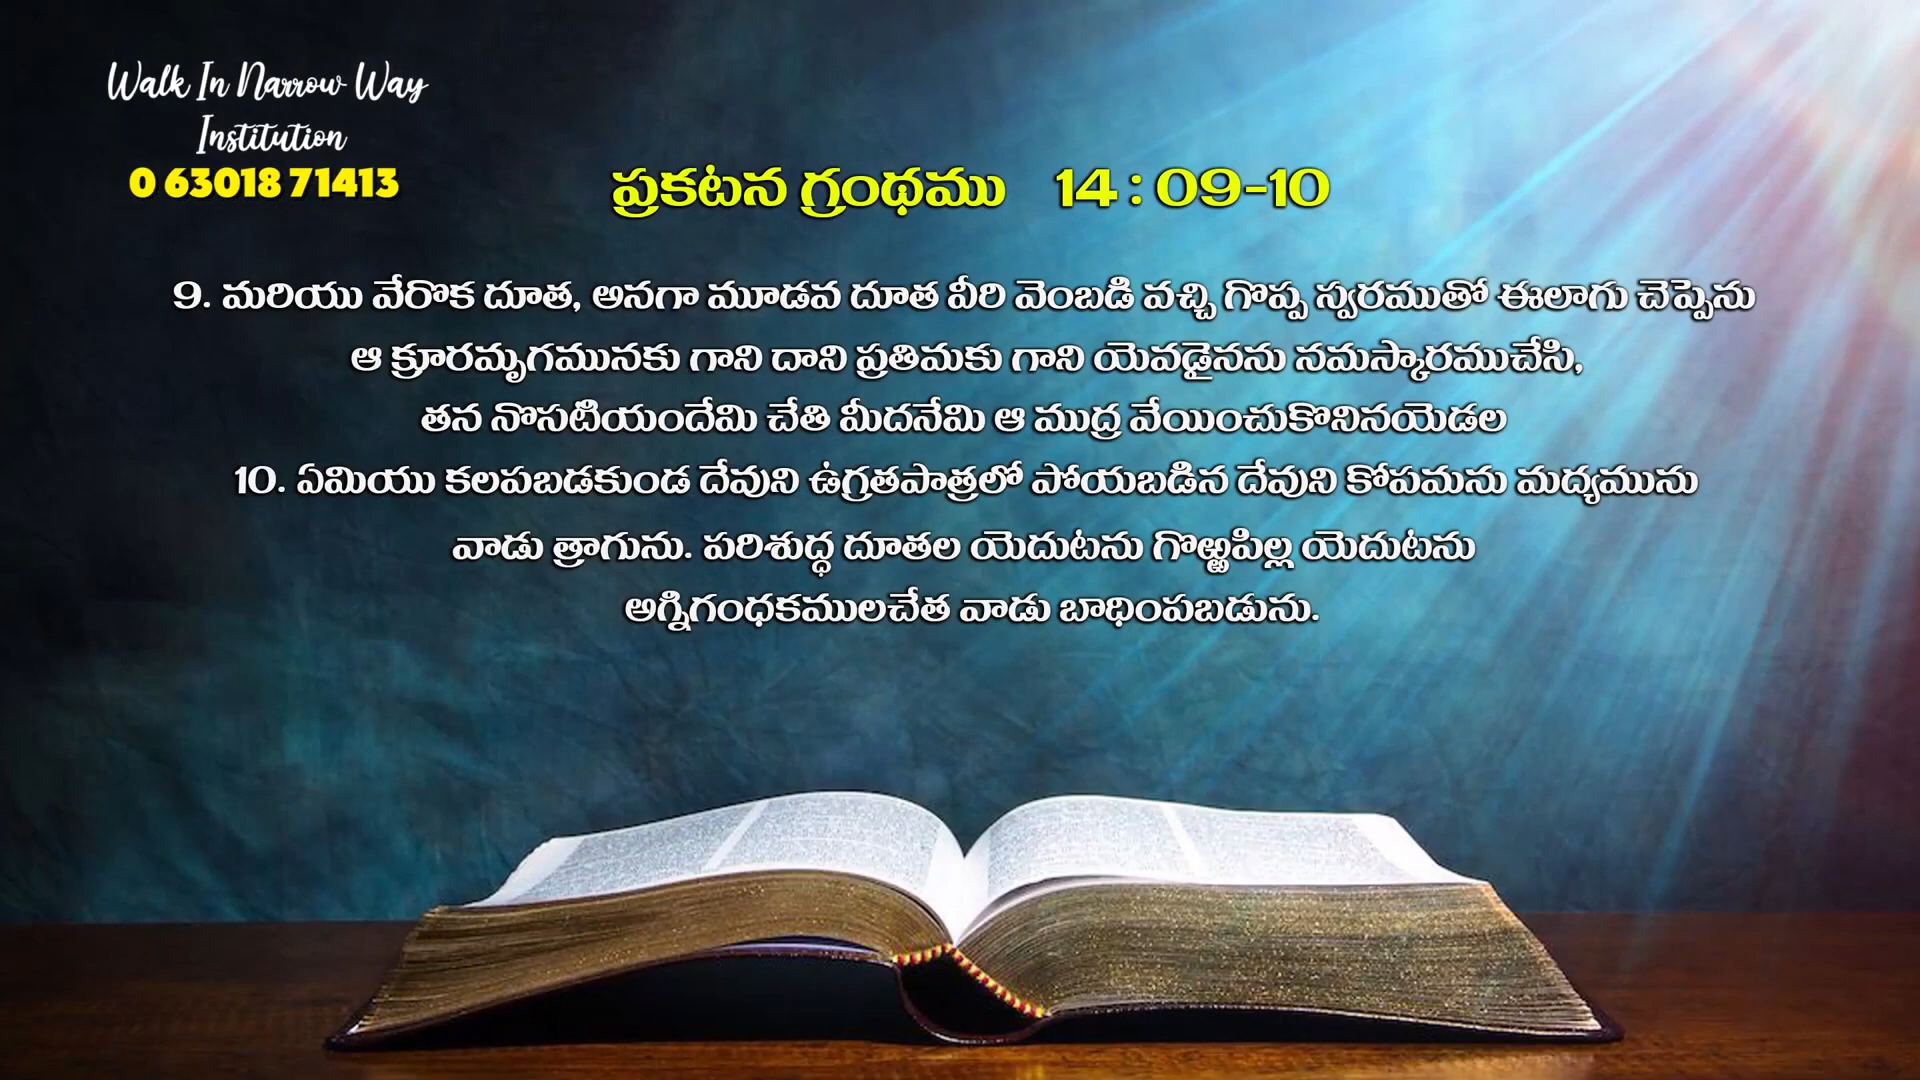 Walk In Narrow Way
Institution
0 63018 71413
ప్రకటన గ్రంథము 14 : 09-10
9. మరియు వేరొక దూత, అనగా మూడవ దూత వీరి వెంబడి వచ్చి గొప్ప స్వరముతో ఈలాగు చెప్పెను
ఆ క్రూరమృగమునకు గాని దాని ప్రతిమకు గాని యెవడైనను నమస్కారముచేసి,
తన నొసటియందేమి చేతి మీదనేమి ఆ ముద్ర వేయించుకొనినయెడల
10. ఏమియు కలపబడకుండ దేవుని ఉగ్రతపాత్రలో పోయబడిన దేవుని కోపమను మద్యమును
వాడు త్రాగును. పరిశుద్ధ దూతల యెదుటను గొఱ్ఱపిల్ల యెదుటను
అగ్నిగంధకములచేత వాడు బాధింపబడును.